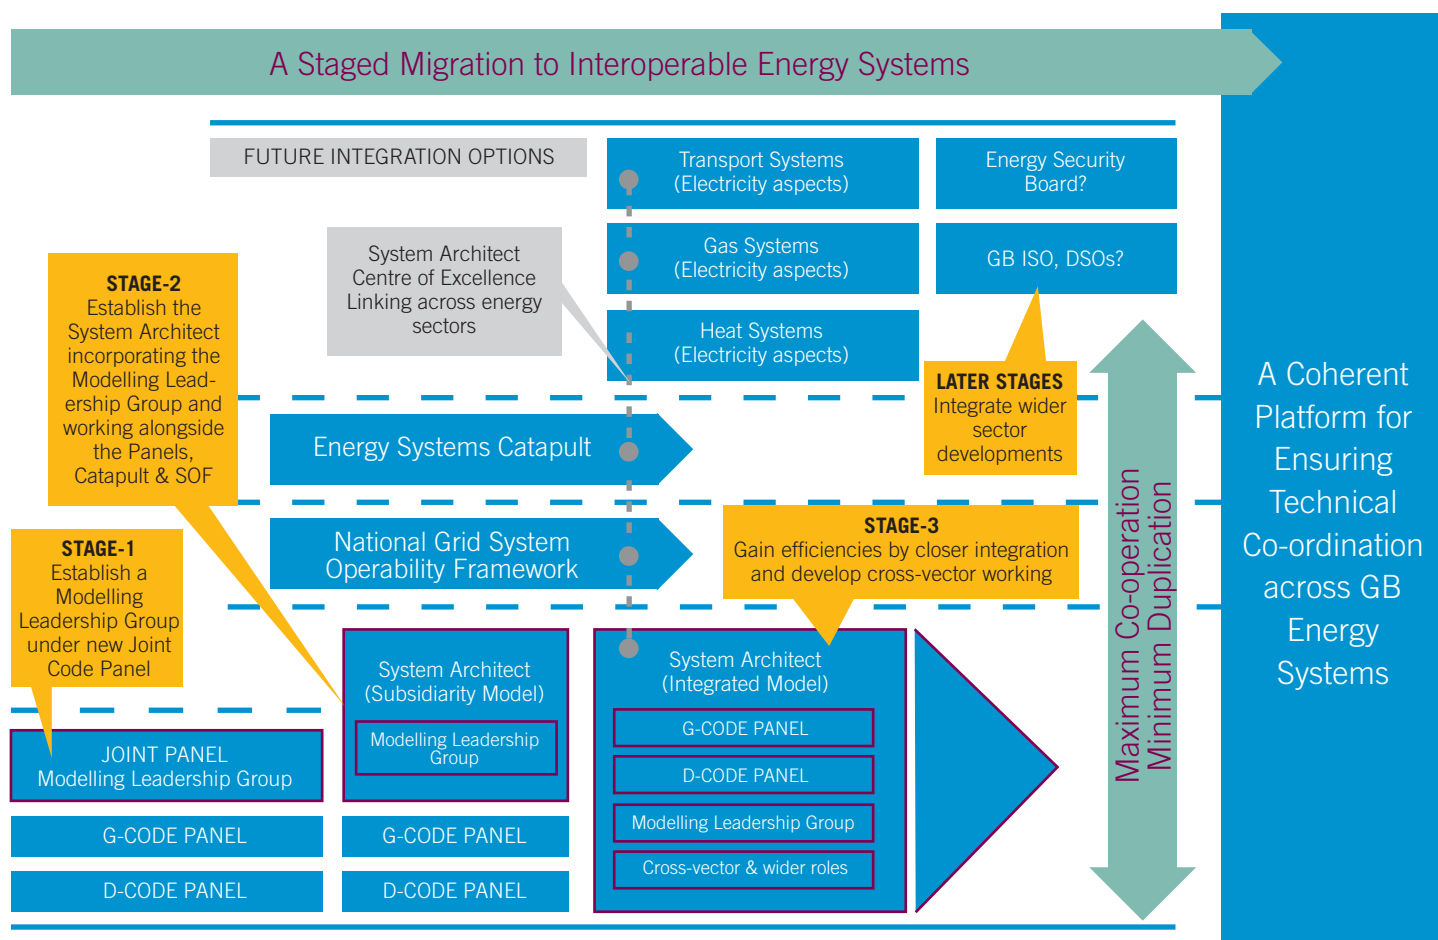 A Staged Migration to Interoperable Energy Systems
FUTURE INTEGRATION OPTIONS
Transport Systems
(Electricity aspects)
Energy Security
Board?
Gas Systems
(Electricity aspects)
GB ISO, DSOs?
Heat Systems
(Electricity aspects)
System Architect
Centre of Excellence
Linking across energy
sectors
STAGE-2
Establish the
System Architect
incorporating the
Modelling Lead-
ership Group and
working alongside
the Panels,
Catapult & SOF
LATER STAGES
Integrate wider
sector
developments
Energy Systems Catapult
National Grid System
Operability Framework
STAGE-3
Gain efficiencies by closer integration
and develop cross-vector working
STAGE-1
Establish a
Modelling
Leadership Group
under new Joint
Code Panel
JOINT PANEL
Modelling Leadership Group
G-CODE PANEL
D-CODE PANEL
System Architect
(Subsidiarity Model)
Modelling Leadership
Group
G-CODE PANEL
D-CODE PANEL
System Architect
(Integrated Model)
G-CODE PANEL
D-CODE PANEL
Modelling Leadership Group
Cross-vector & wider roles
Maximum Co-operation
Minimum Duplication
A Coherent
Platform for
Ensuring
Technical
Co-ordination
across GB
Energy
Systems